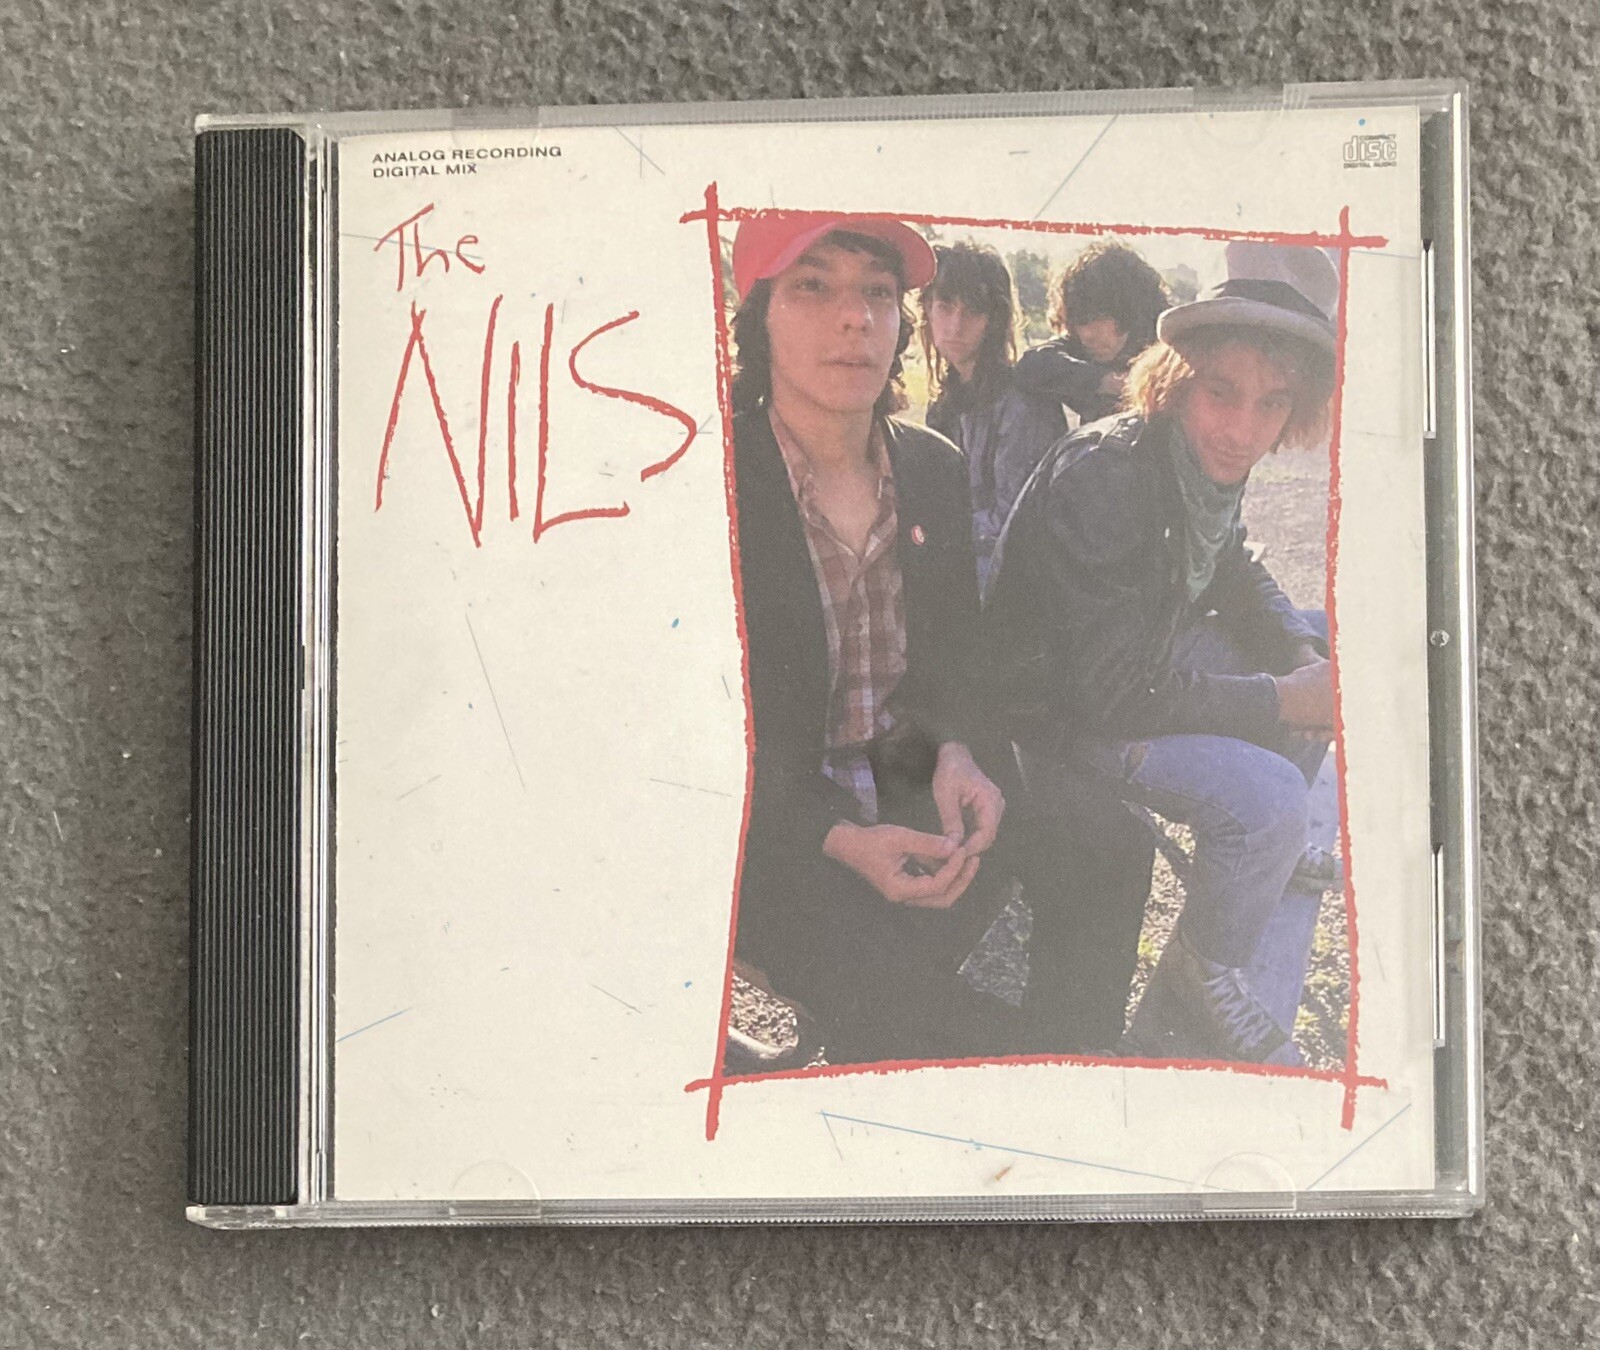 ANALOG RECORDING
DIGITAL MIX
COMPACT
disc
DIGITAL AUDIO
The
NILS